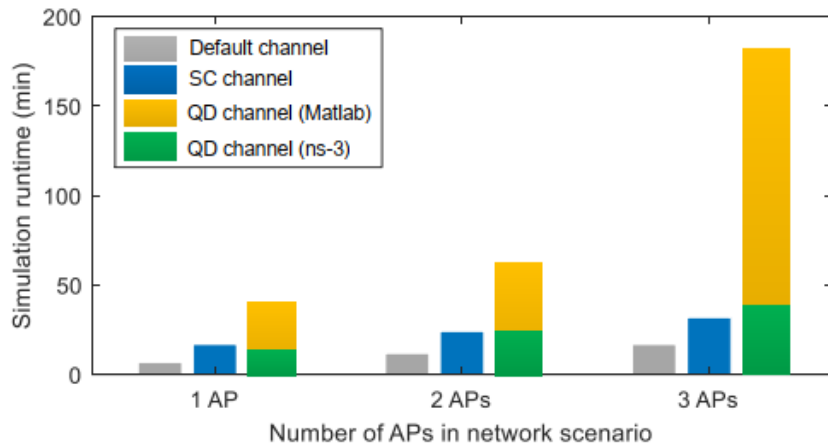 200
150
100
50
0
Simulation runtime (min)
Default channel
SC channel
QD channel (Matlab)
QD channel (ns-3)
1 AP
2 APs
3 APs
Number of APs in network scenario